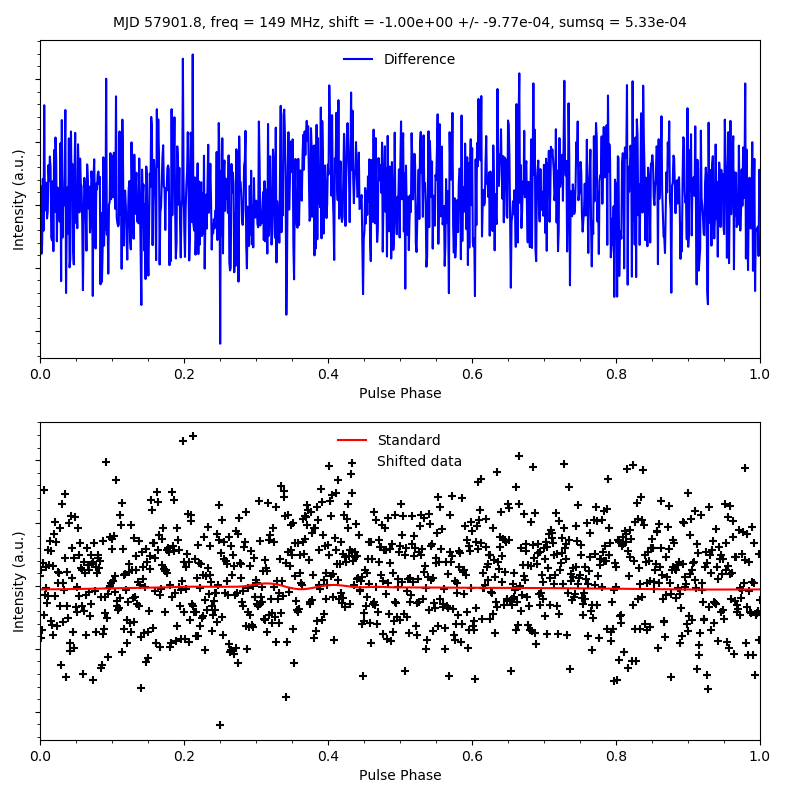 MJD 57901.8, freq = 149 MHz, shift = -1.00e+00 +/- -9.77e-04, sumsq = 5.33e-04
Difference
Intensity (a.u.)
0.0 0.2 0.4 0.6 0.8 1.0
Pulse Phase
Standard
Shifted data
Intensity (a.u.)
0.0 0.2 0.4 0.6 0.8 1.0
Pulse Phase